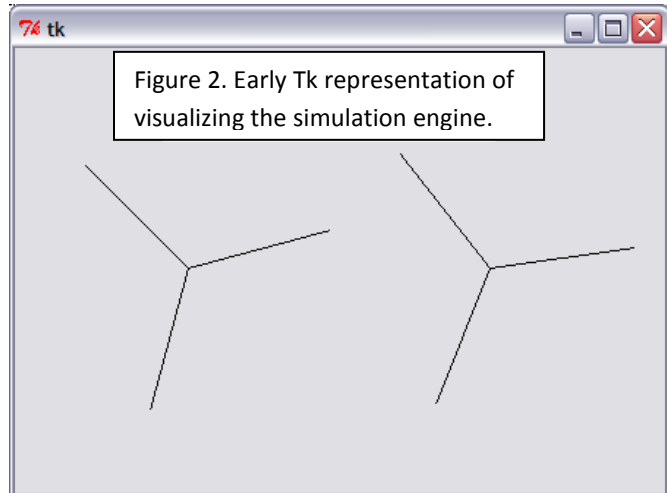 tk
Figure 2. Early Tk representation of
visualizing the simulation engine.